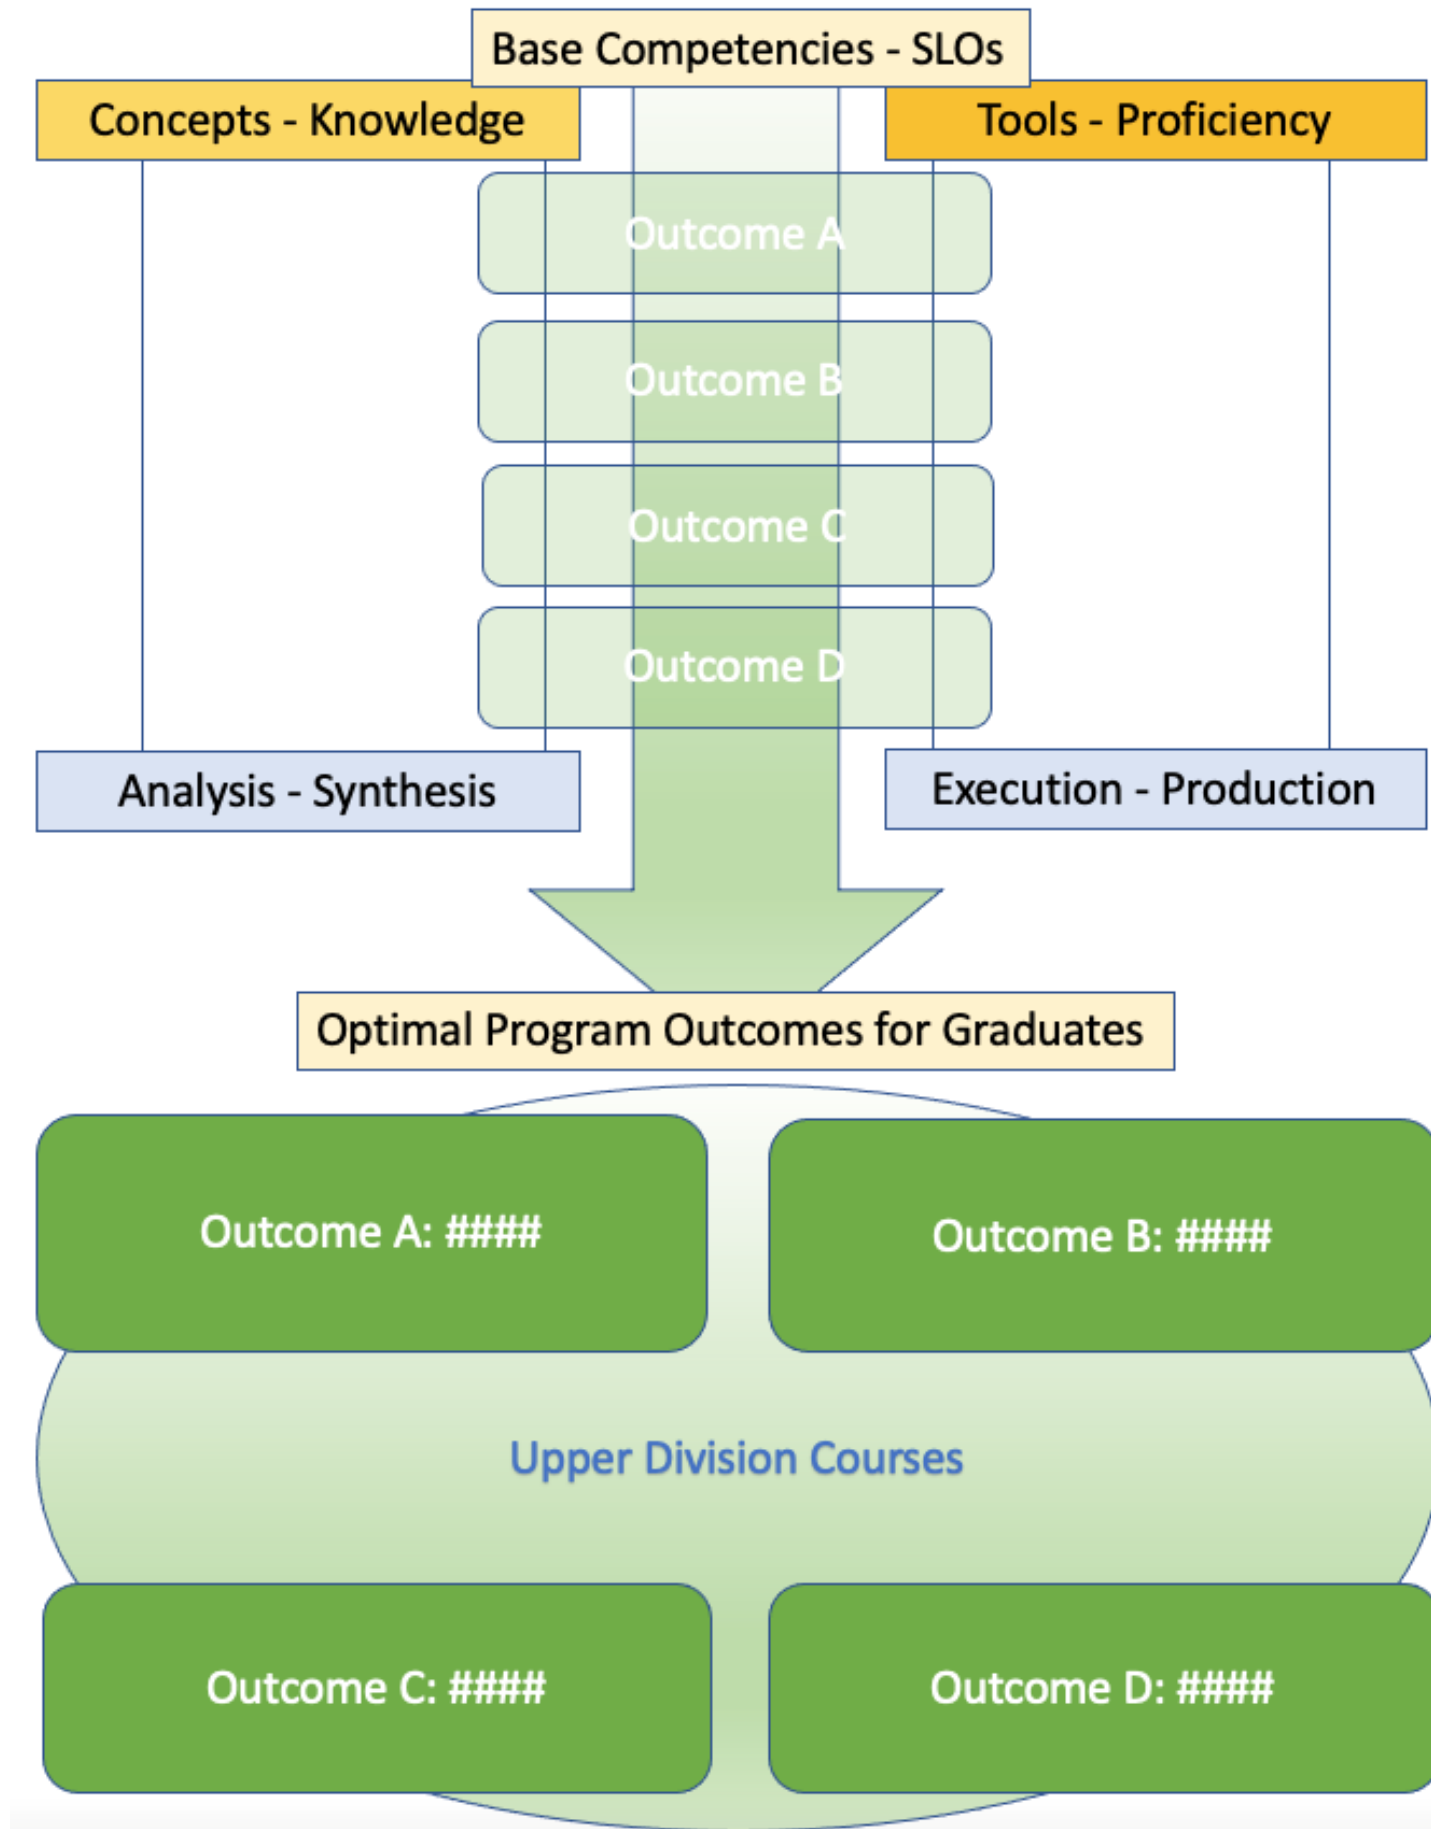 Base Competencies - SLOs
Concepts - Knowledge
Tools - Proficiency
Outcome A
Outcome B
Outcome C
Outcome D
Analysis - Synthesis
Execution - Production
Optimal Program Outcomes for Graduates
Outcome A: ####
Outcome B: ####
Upper Division Courses
Outcome C: ####
Outcome D: ####